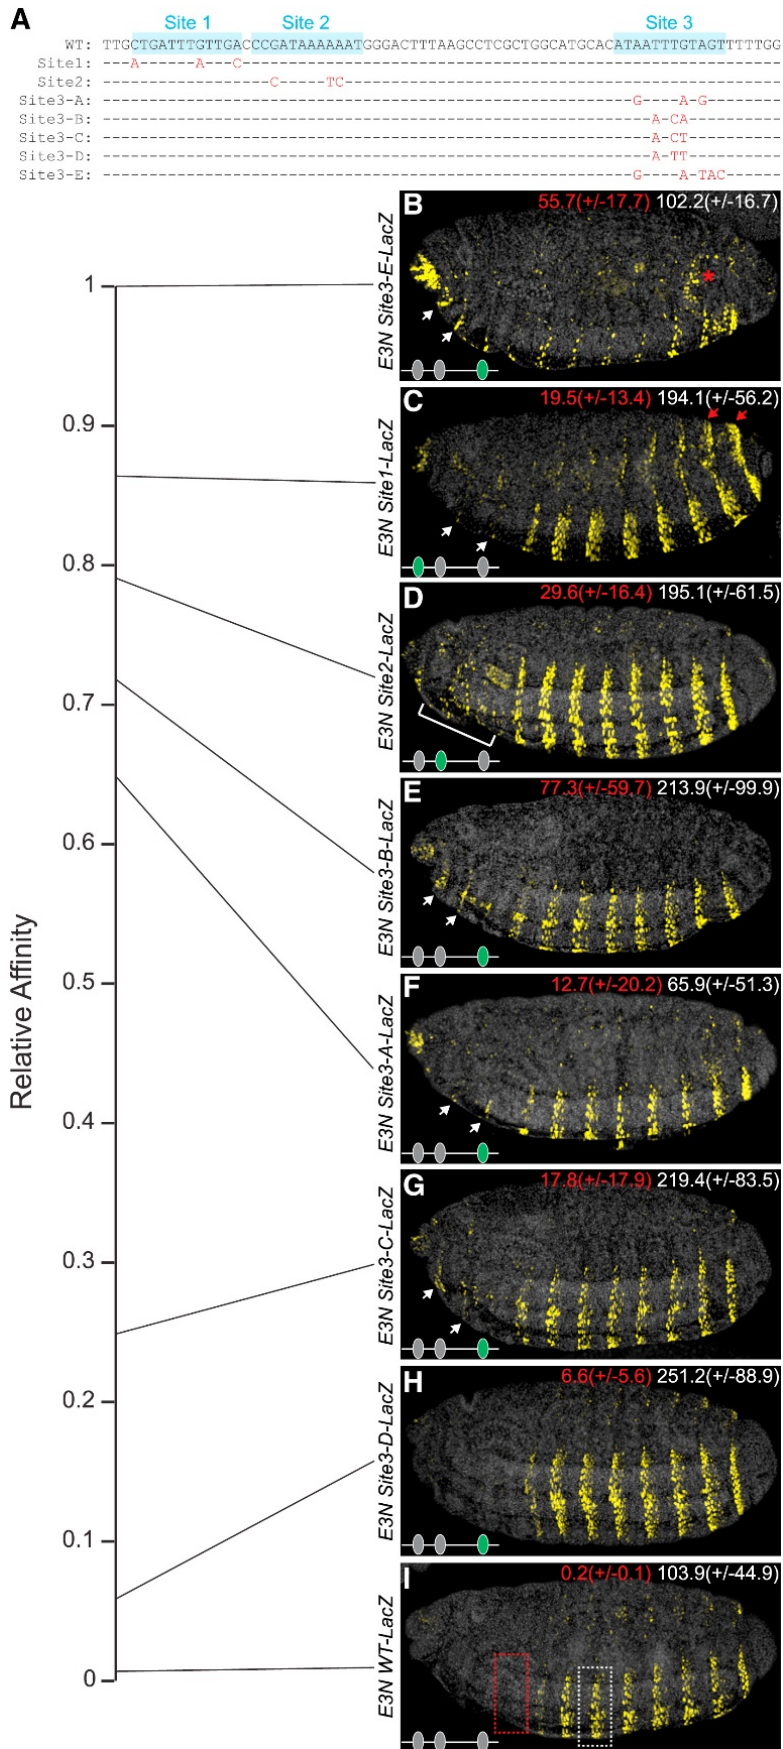 A
Site 1 Site 2 Site 3
WT: TTGCTGATTTGTTGACCCGATAAAAAATGGGACTTTAAGCCTCGCTGGCATGCACATAATTTGTAGTTTTTGG
Site1: ---A------A---C----------------------------------------------------------
Site2: ------------------C-----TC-----------------------------------------------
Site3-A: ---------------------------------------------------------G----A-G--------
Site3-B: -----------------------------------------------------------A-CA----------
Site3-C: -----------------------------------------------------------A-CT----------
Site3-D: -----------------------------------------------------------A-TT----------
Site3-E: ---------------------------------------------------------G----A-TAC------
Relative Affinity
1
0.9
0.8
0.7
0.6
0.5
0.4
0.3
0.2
0.1
0
E3N Site3-E-LacZ
B 55.7(+/-17.7) 102.2(+/-16.7)
*
E3N Site1-LacZ
C 19.5(+/-13.4) 194.1(+/-56.2)
E3N Site2-LacZ
D 29.6(+/-16.4) 195.1(+/-61.5)
E3N Site3-B-LacZ
E 77.3(+/-59.7) 213.9(+/-99.9)
E3N Site3-A-LacZ
F 12.7(+/-20.2) 65.9(+/-51.3)
E3N Site3-C-LacZ
G 17.8(+/-17.9) 219.4(+/-83.5)
E3N Site3-D-LacZ
H 6.6(+/-5.6) 251.2(+/-88.9)
E3N WT-LacZ
I 0.2(+/-0.1) 103.9(+/-44.9)